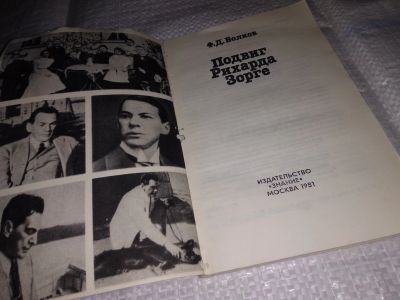 Ф.Д.Волков
Подвиг
Рихарда
Зорге
ИЗДАТЕЛЬСТВО
«ЗНАНИЕ»
МОСКВА 1981